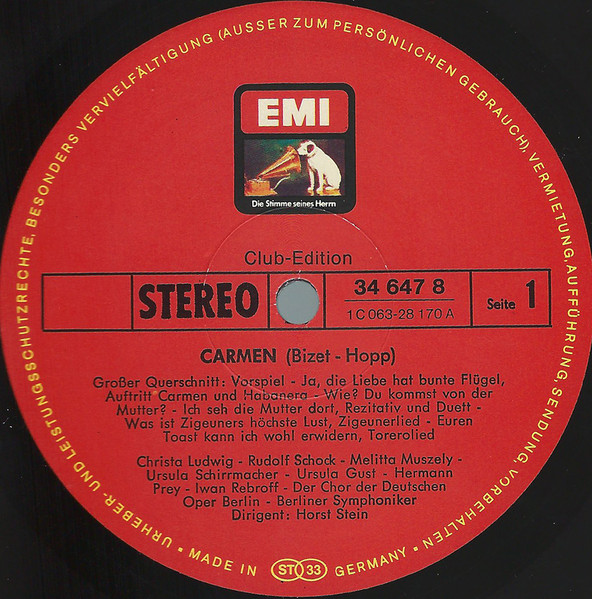 URHEBER- UND LEISTUNGSSCHUTZRECHTE, BESONDERS VERVIELFÄLTIGUNG (AUSSER ZUM PERSÖNLICHEN GEBRAUCH), VERMIETUNG, AUFFÜHRUNG, SENDUNG, VORBEHALTEN
EMI
Die Stimme seines Herrn
Club-Edition
STEREO
34 647 8
1C 063-28 170 A
Seite 1
CARMEN (Bizet - Hopp)
Großer Querschnitt: Vorspiel - Ja, die Liebe hat bunte Flügel,
Auftritt Carmen und Habanera - Wie? Du kommst von der
Mutter? - Ich seh die Mutter dort, Rezitativ und Duett -
Was ist Zigeuners höchste Lust, Zigeunerlied - Euren
Toast kann ich wohl erwidern, Torerolied
Christa Ludwig - Rudolf Schock - Melitta Muszely -
Ursula Schirrmacher - Ursula Gust - Hermann
Prey - Iwan Rebroff - Der Chor der Deutschen
Oper Berlin - Berliner Symphoniker
Dirigent: Horst Stein
• MADE IN ST 33 GERMANY •